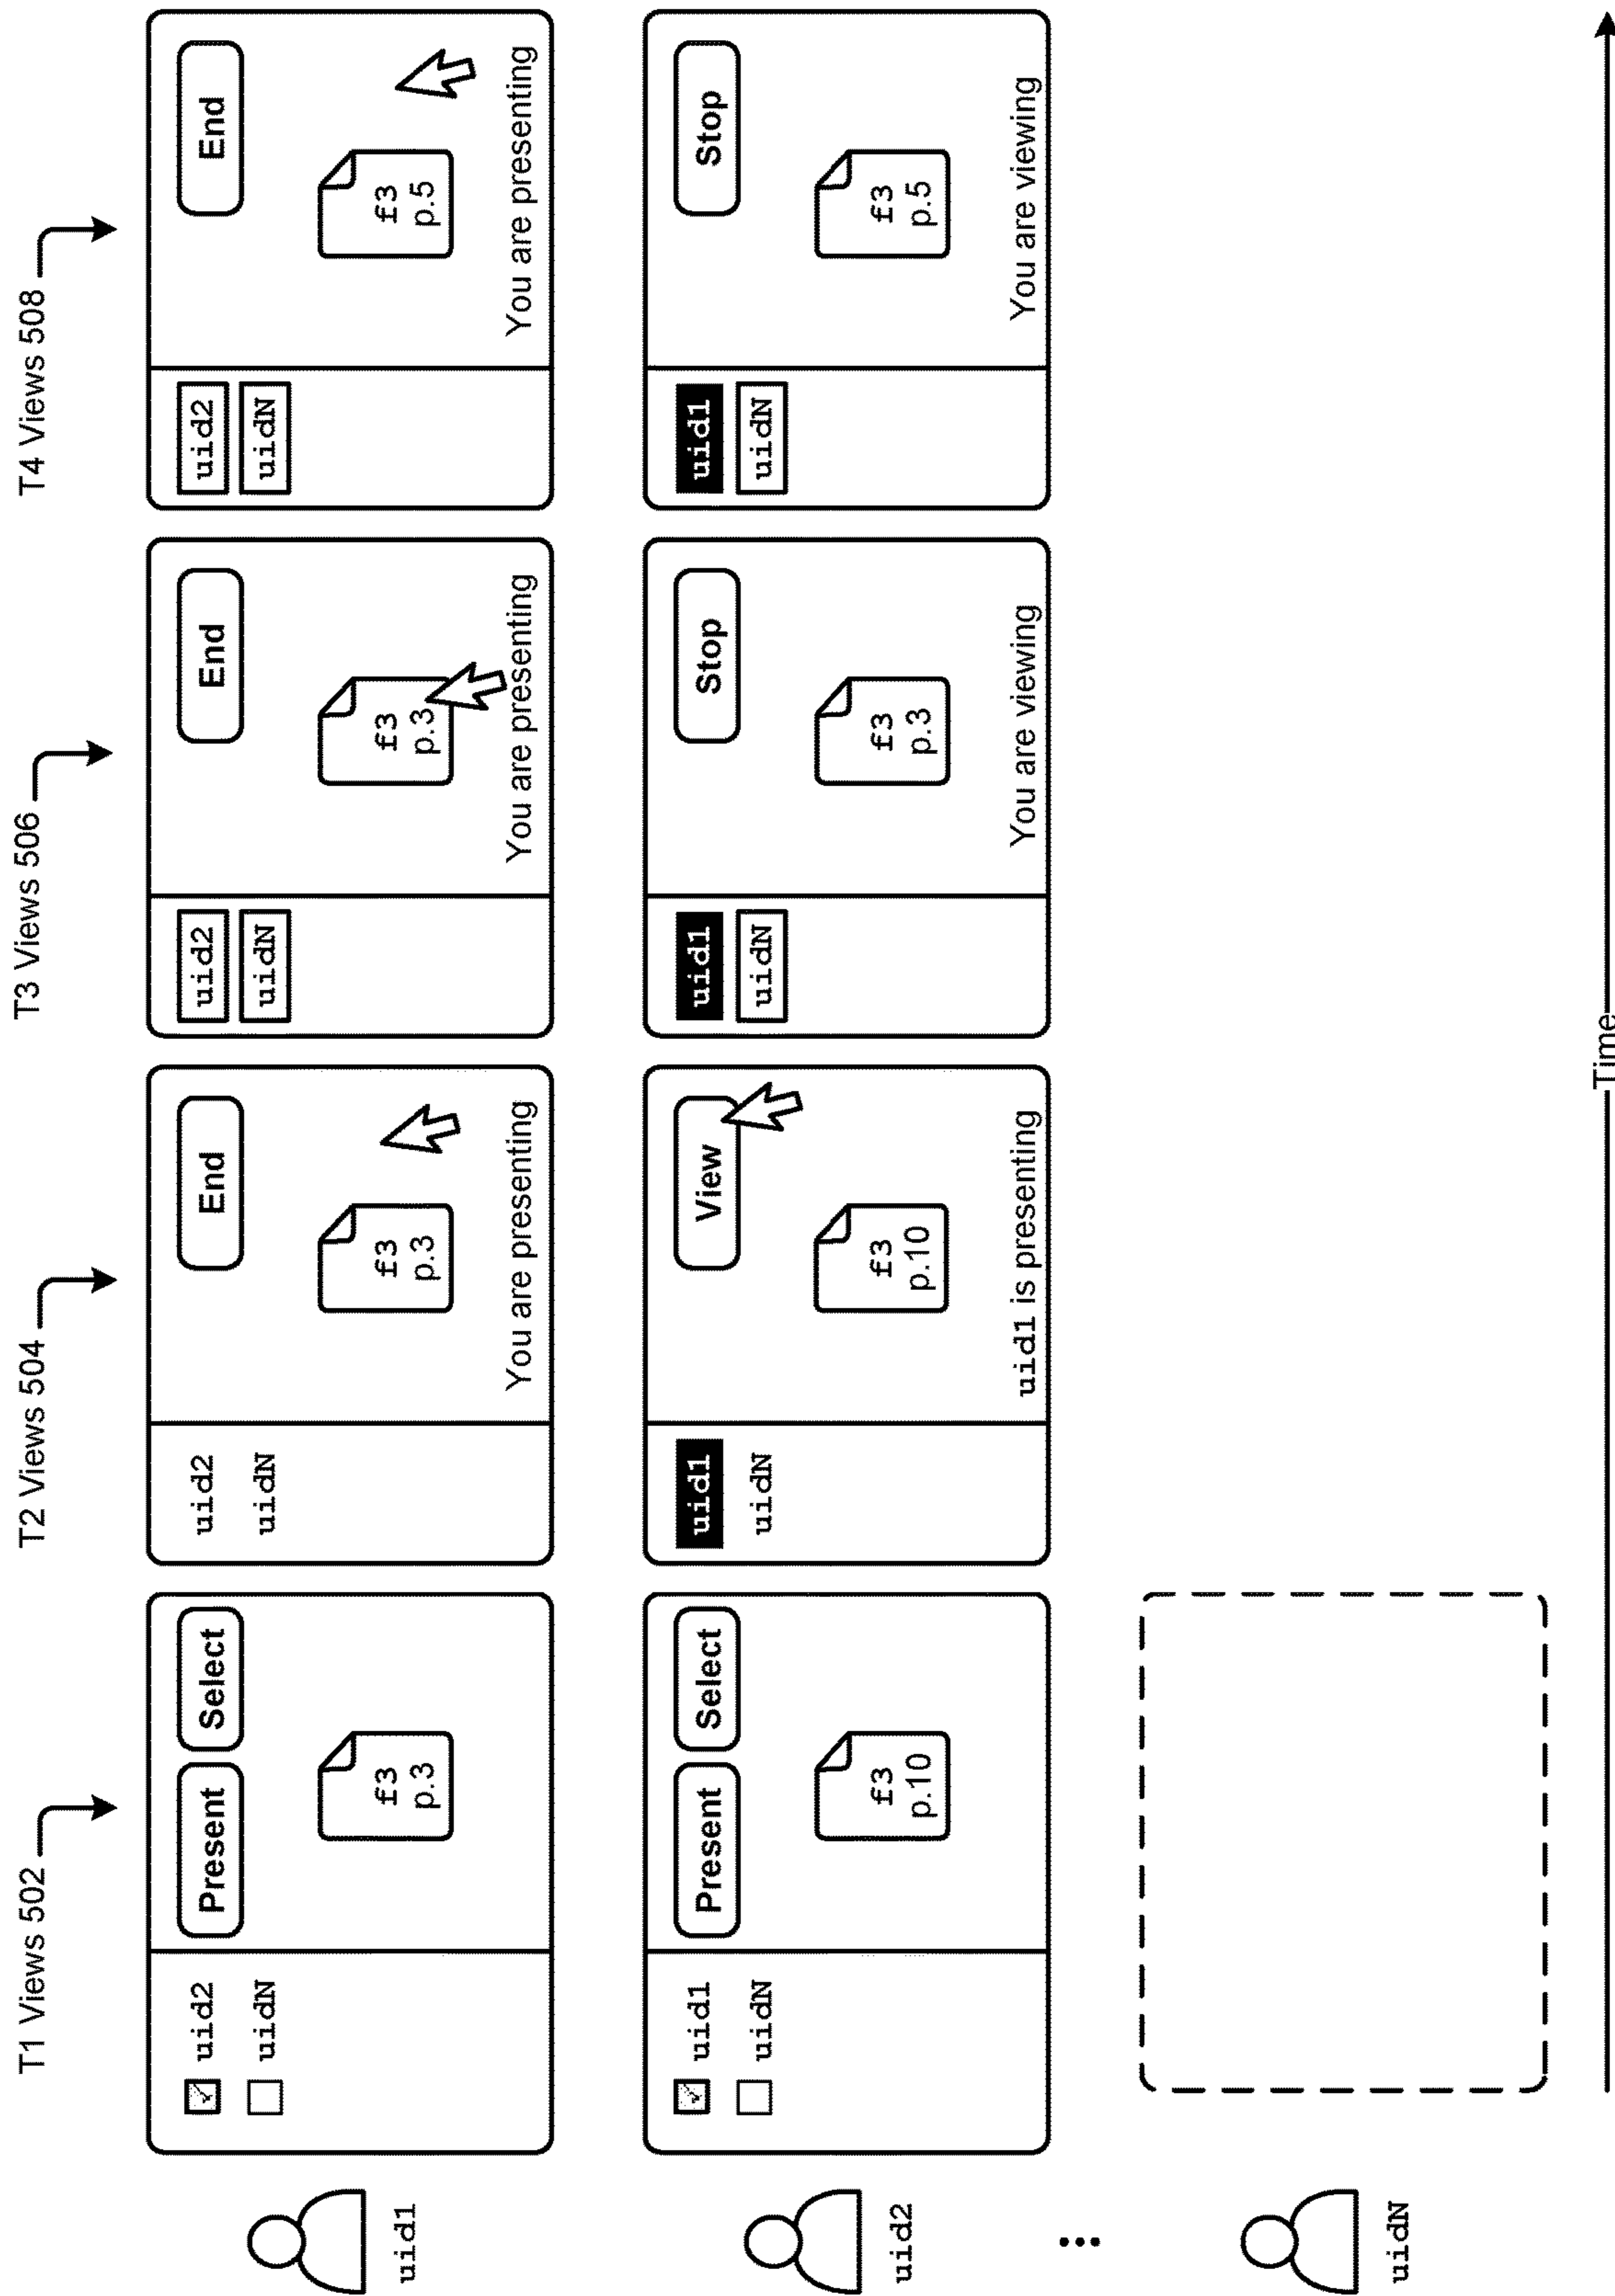 T1 Views 502
T2 Views 504
T3 Views 506
T4 Views 508
uid1
uid2
uidN
Present
Select
f3
p.3
uid2
uidN
End
f3
p.3
You are presenting
uid2
uidN
End
f3
p.3
You are presenting
uid2
uidN
End
f3
p.5
You are presenting
uid2
uid1
uidN
Present
Select
f3
p.10
uid1
uidN
View
f3
p.10
uid1 is presenting
uid1
uidN
Stop
f3
p.3
You are viewing
uid1
uidN
Stop
f3
p.5
You are viewing
uidN
Time